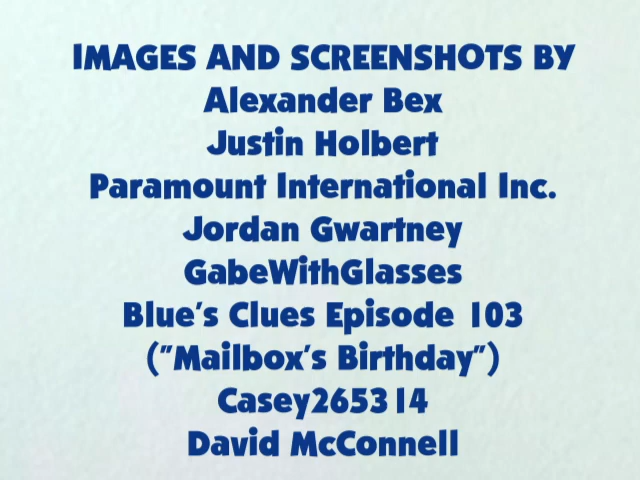 IMAGES AND SCREENSHOTS BY
Alexander Bex
Justin Holbert
Paramount International Inc.
Jordan Gwartney
GabeWithGlasses
Blue's Clues Episode 103
("Mailbox's Birthday")
Casey265314
David McConnell